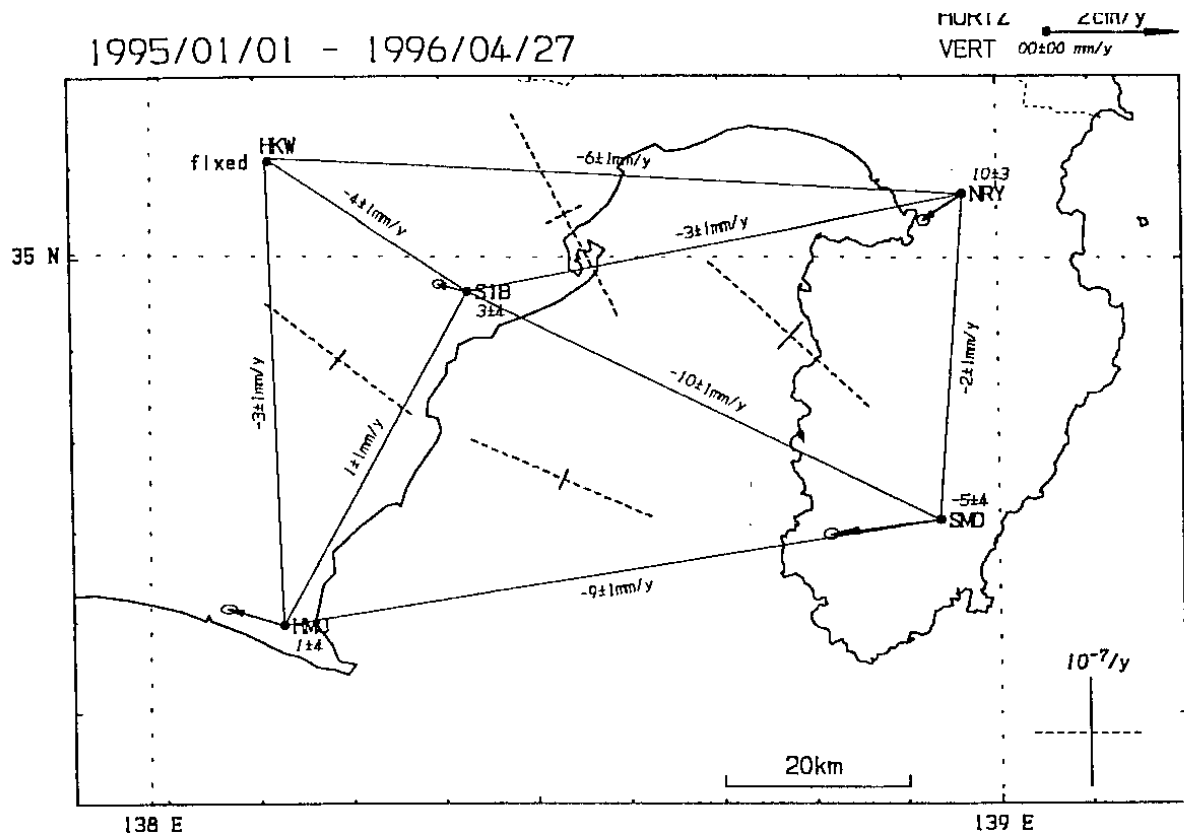 HORIZ 2cm/y
1995/01/01 - 1996/04/27
VERT 00±00 mm/y
HKW
fixed
-6±1mm/y
10±3
NRY
-4±1mm/y
-3±1mm/y
35 N
STB
3±4
-3±1mm/y
-10±1mm/y
-2±1mm/y
1±1mm/y
-5±4
SMD
-9±1mm/y
HMO
1±4
10⁻⁷/y
20km
138 E
139 E